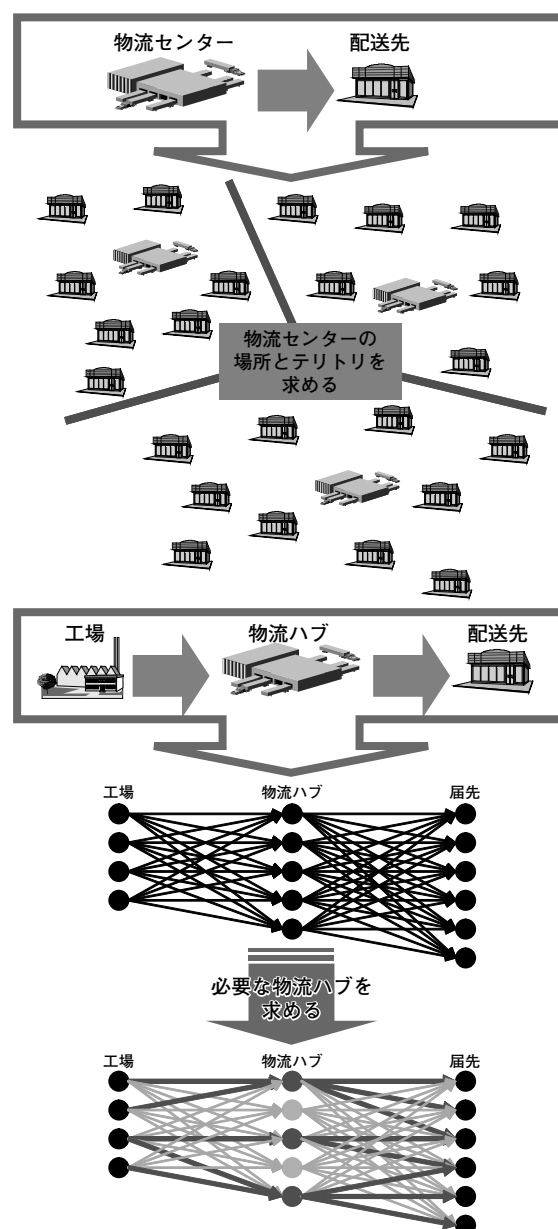 物流センター
配送先
物流センターの
場所とテリトリを
求める
工場
物流ハブ
配送先
工場
物流ハブ
届先
必要な物流ハブを
求める
工場
物流ハブ
届先